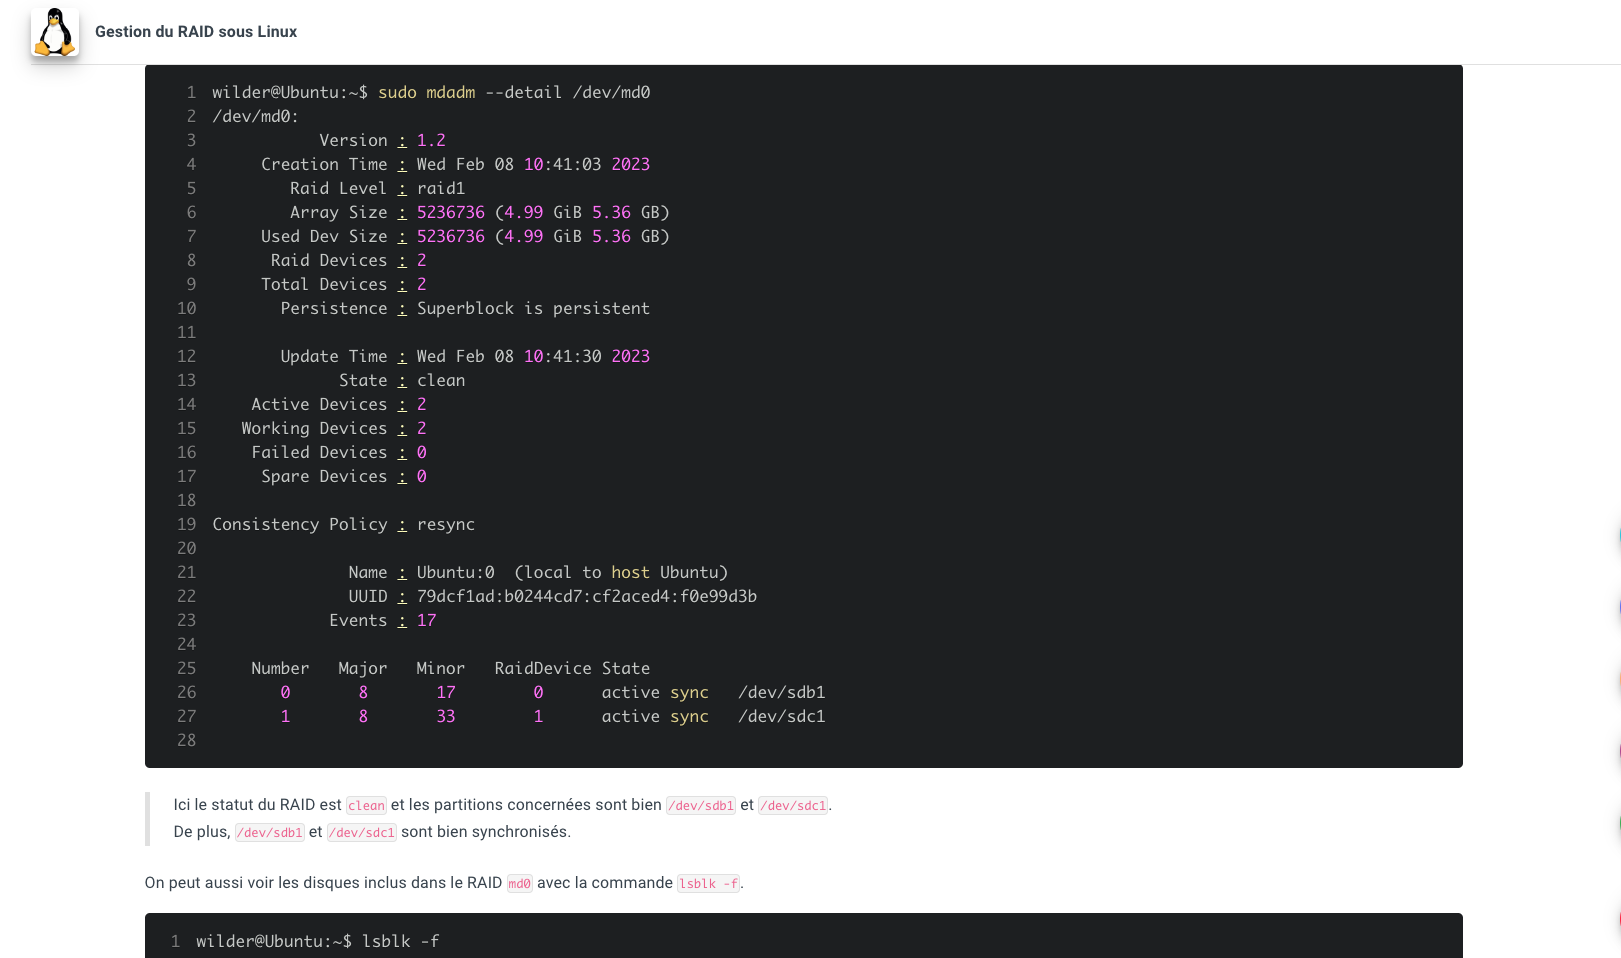 Gestion du RAID sous Linux
1 wilder@Ubuntu:~$ sudo mdadm --detail /dev/md0
2 /dev/md0:
3            Version : 1.2
4      Creation Time : Wed Feb 08 10:41:03 2023
5         Raid Level : raid1
6         Array Size : 5236736 (4.99 GiB 5.36 GB)
7      Used Dev Size : 5236736 (4.99 GiB 5.36 GB)
8       Raid Devices : 2
9      Total Devices : 2
10       Persistence : Superblock is persistent
11
12       Update Time : Wed Feb 08 10:41:30 2023
13             State : clean
14    Active Devices : 2
15   Working Devices : 2
16    Failed Devices : 0
17     Spare Devices : 0
18
19 Consistency Policy : resync
20
21              Name : Ubuntu:0  (local to host Ubuntu)
22              UUID : 79dcf1ad:b0244cd7:cf2aced4:f0e99d3b
23            Events : 17
24
25    Number   Major   Minor   RaidDevice State
26       0       8       17        0      active sync   /dev/sdb1
27       1       8       33        1      active sync   /dev/sdc1
28
Ici le statut du RAID est clean et les partitions concernées sont bien /dev/sdb1 et /dev/sdc1.
De plus, /dev/sdb1 et /dev/sdc1 sont bien synchronisés.
On peut aussi voir les disques inclus dans le RAID md0 avec la commande lsblk -f.
1 wilder@Ubuntu:~$ lsblk -f